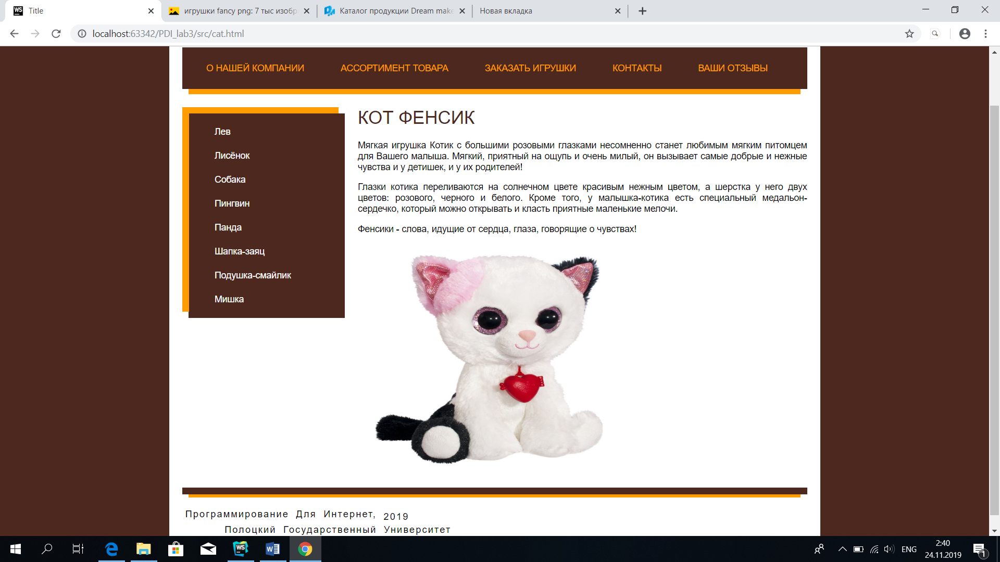 Title
игрушки fancy png: 7 тыс изобр
Каталог продукции Dream make
Новая вкладка
localhost:63342/PDI_lab3/src/cat.html
О НАШЕЙ КОМПАНИИ
АССОРТИМЕНТ ТОВАРА
ЗАКАЗАТЬ ИГРУШКИ
КОНТАКТЫ
ВАШИ ОТЗЫВЫ
Лев
Лисёнок
Собака
Пингвин
Панда
Шапка-заяц
Подушка-смайлик
Мишка
КОТ ФЕНСИК
Мягкая игрушка Котик с большими розовыми глазками несомненно станет любимым мягким питомцем
для Вашего малыша. Мягкий, приятный на ощупь и очень милый, он вызывает самые добрые и нежные
чувства и у детишек, и у их родителей!
Глазки котика переливаются на солнечном цвете красивым нежным цветом, а шерстка у него двух
цветов: розового, черного и белого. Кроме того, у малышка-котика есть специальный медальон-
сердечко, который можно открывать и класть приятные маленькие мелочи.
Фенсики - слова, идущие от сердца, глаза, говорящие о чувствах!
Программирование Для Интернет, 2019
Полоцкий Государственный Университет
WS
WS
W
ENG
2:40
24.11.2019
1